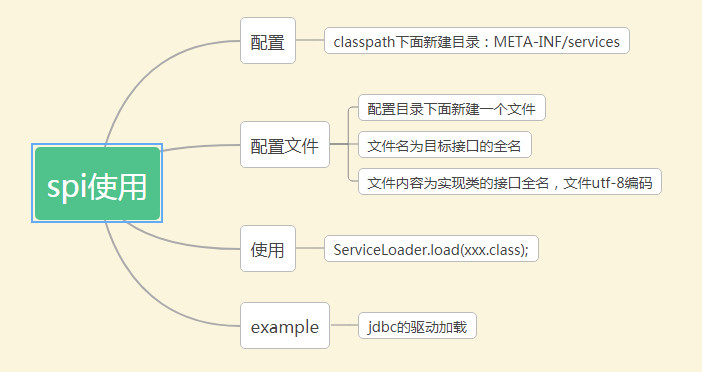 spi使用
配置
classpath下面新建目录：META-INF/services
配置文件
配置目录下面新建一个文件
文件名为目标接口的全名
文件内容为实现类的接口全名，文件utf-8编码
使用
ServiceLoader.load(xxx.class);
example
jdbc的驱动加载